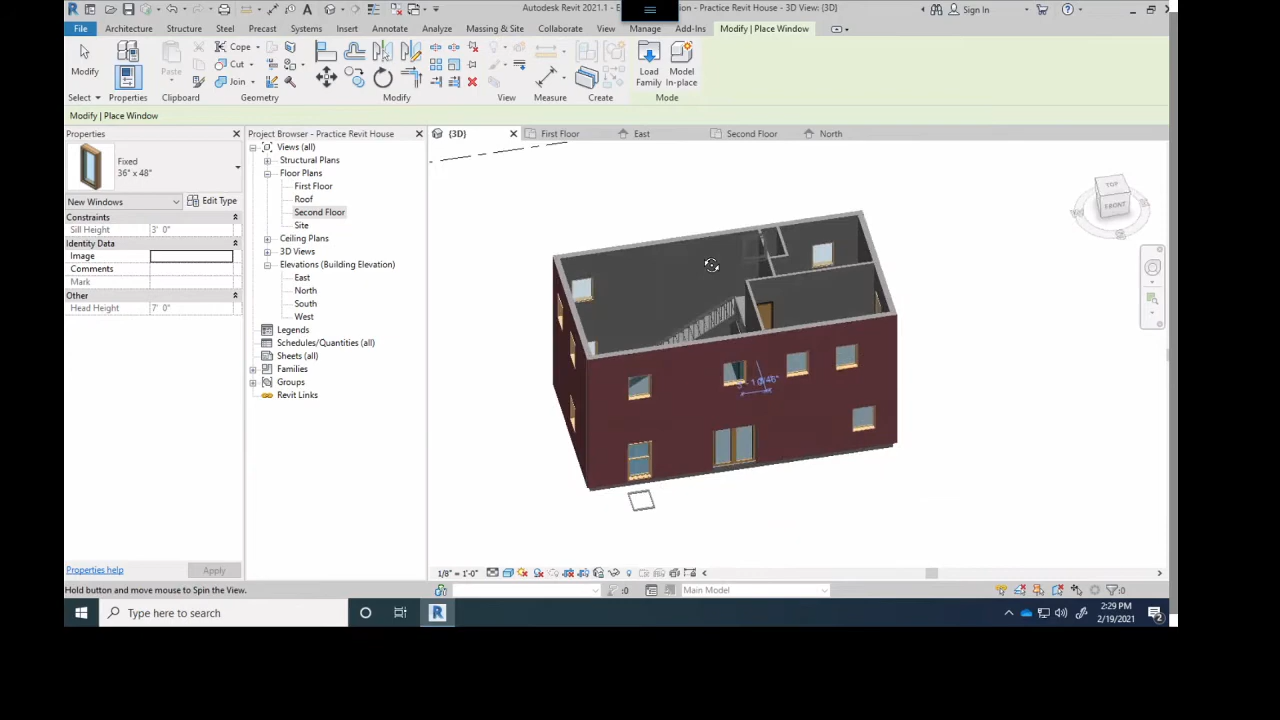 Autodesk Revit 2021.1 - E
on - Practice Revit House - 3D View: {3D}
Sign In
File Architecture Structure Steel Precast Systems Insert Annotate Analyze Massing & Site Collaborate View Manage Add-Ins Modify | Place Window
Modify
Paste
Cope
Cut
Join
Load
Family
Model
In-place
Select Properties Clipboard Geometry Modify View Measure Create Mode
Modify | Place Window
Properties
Fixed
36" x 48"
New Windows
Edit Type
Constraints
Sill Height 3' 0"
Identity Data
Image
Comments
Mark
Other
Head Height 7' 0"
Properties help
Apply
Project Browser - Practice Revit House
Views (all)
Structural Plans
Floor Plans
First Floor
Roof
Second Floor
Site
Ceiling Plans
3D Views
Elevations (Building Elevation)
East
North
South
West
Legends
Schedules/Quantities (all)
Sheets (all)
Families
Groups
Revit Links
{3D} First Floor East Second Floor North
TOP
FRONT
1/8" = 1'-0"
Hold button and move mouse to Spin the View.
:0
Main Model
:0
Type here to search
2:29 PM
2/19/2021
2